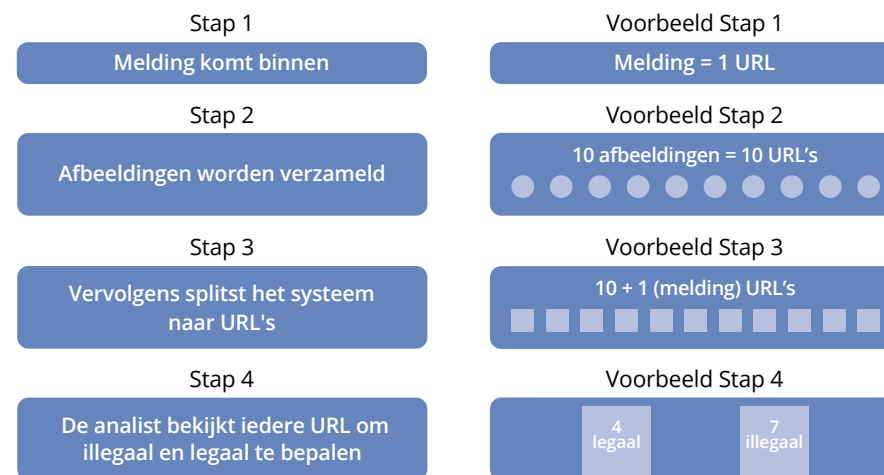 Stap 1
Melding komt binnen
Voorbeeld Stap 1
Melding = 1 URL
Stap 2
Afbeeldingen worden verzameld
Voorbeeld Stap 2
10 afbeeldingen = 10 URL’s
Stap 3
Vervolgens splitst het systeem
naar URL's
Voorbeeld Stap 3
10 + 1 (melding) URL’s
Stap 4
De analist bekijkt iedere URL om
illegaal en legaal te bepalen
Voorbeeld Stap 4
4
legaal
7
illegaal